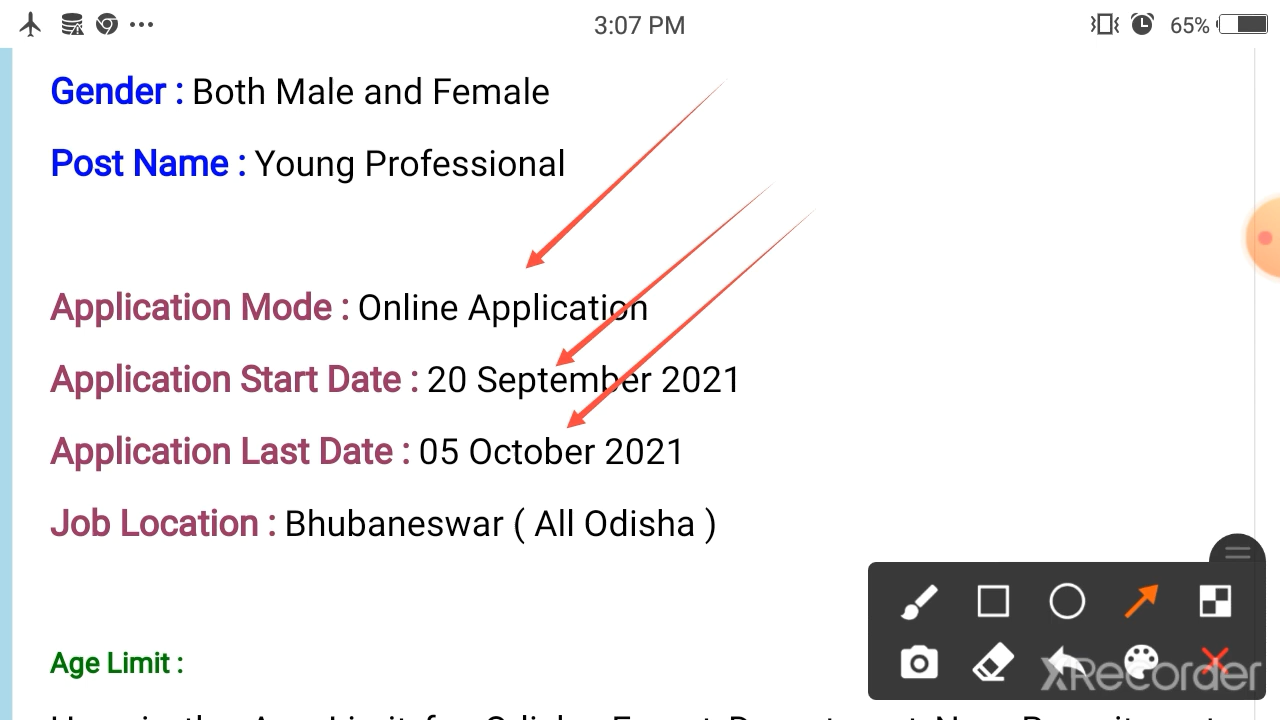 3:07 PM
65%
Gender : Both Male and Female
Post Name : Young Professional
Application Mode : Online Application
Application Start Date : 20 September 2021
Application Last Date : 05 October 2021
Job Location : Bhubaneswar ( All Odisha )
Age Limit :
XRecorder